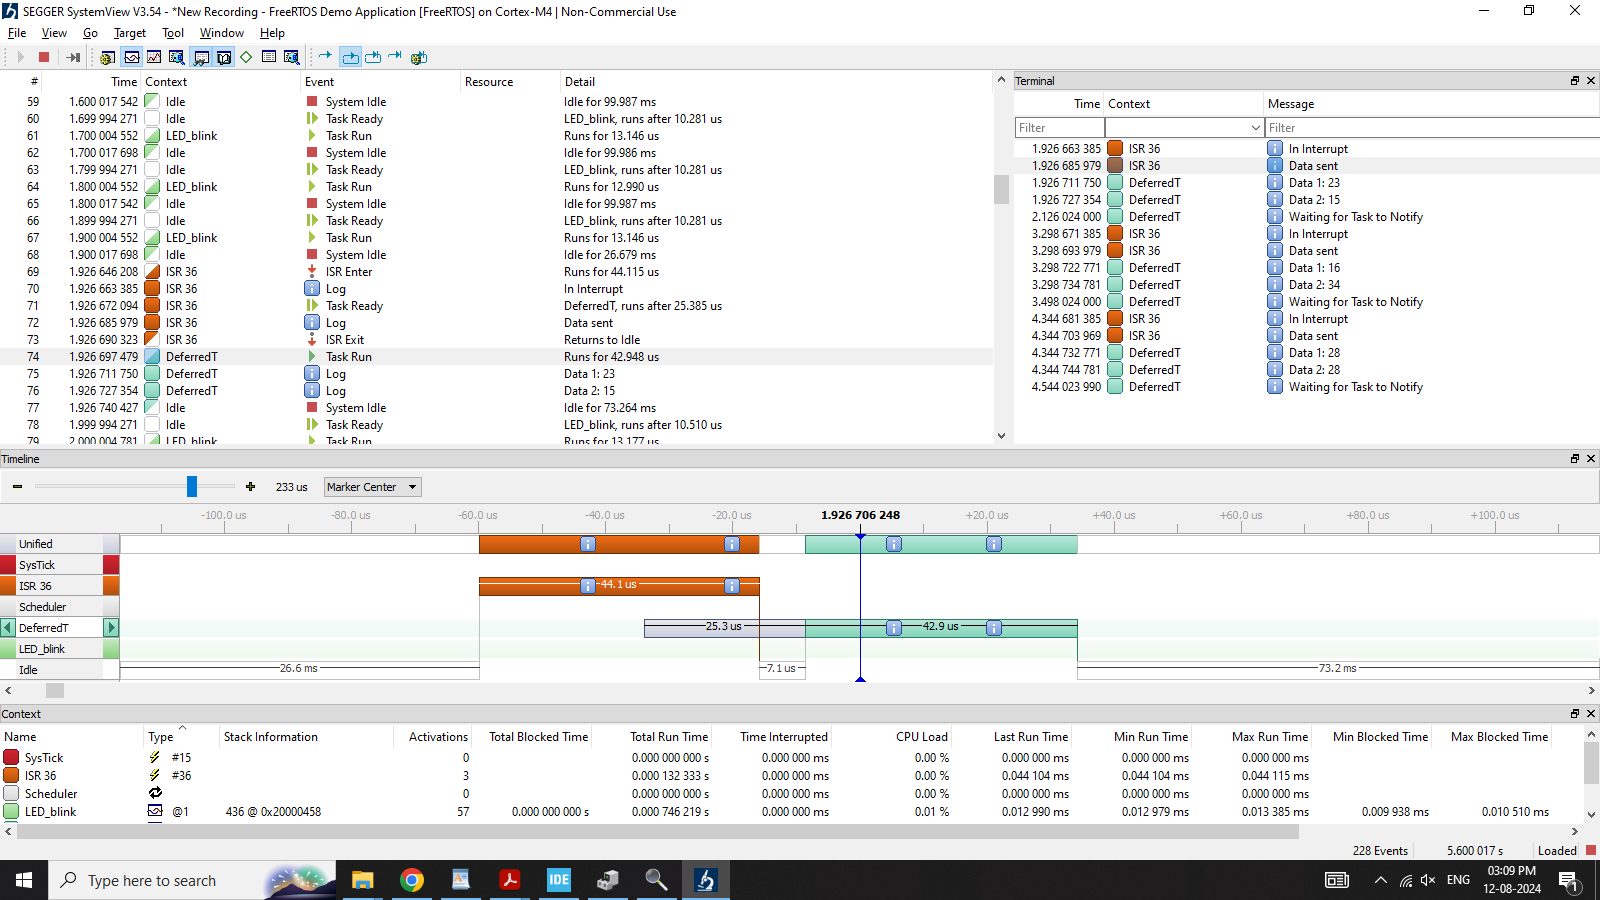 SEGGER SystemView V3.54 - *New Recording - FreeRTOS Demo Application [FreeRTOS] on Cortex-M4 | Non-Commercial Use
File View Go Target Tool Window Help
# Time Context Event Resource Detail
59 1.600 017 542 Idle System Idle Idle for 99.987 ms
60 1.699 994 271 Idle Task Ready LED_blink, runs after 10.281 us
61 1.700 004 552 LED_blink Task Run Runs for 13.146 us
62 1.700 017 698 Idle System Idle Idle for 99.986 ms
63 1.799 994 271 Idle Task Ready LED_blink, runs after 10.281 us
64 1.800 004 552 LED_blink Task Run Runs for 12.990 us
65 1.800 017 542 Idle System Idle Idle for 99.987 ms
66 1.899 994 271 Idle Task Ready LED_blink, runs after 10.281 us
67 1.900 004 552 LED_blink Task Run Runs for 13.146 us
68 1.900 017 698 Idle System Idle Idle for 26.679 ms
69 1.926 646 208 ISR 36 ISR Enter Runs for 44.115 us
70 1.926 663 385 ISR 36 Log In Interrupt
71 1.926 672 094 ISR 36 Task Ready DeferredT, runs after 25.385 us
72 1.926 685 979 ISR 36 Log Data sent
73 1.926 690 323 ISR 36 ISR Exit Returns to Idle
74 1.926 697 479 DeferredT Task Run Runs for 42.948 us
75 1.926 711 750 DeferredT Log Data 1: 23
76 1.926 727 354 DeferredT Log Data 2: 15
77 1.926 740 427 Idle System Idle Idle for 73.264 ms
78 1.999 994 271 Idle Task Ready LED_blink, runs after 10.510 us
79 2.000 004 781 LED_blink Task Run Runs for 13.177 us
Terminal
Time Context Message
Filter Filter
1.926 663 385 ISR 36 In Interrupt
1.926 685 979 ISR 36 Data sent
1.926 711 750 DeferredT Data 1: 23
1.926 727 354 DeferredT Data 2: 15
2.126 024 000 DeferredT Waiting for Task to Notify
3.298 671 385 ISR 36 In Interrupt
3.298 693 979 ISR 36 Data sent
3.298 722 771 DeferredT Data 1: 16
3.298 734 781 DeferredT Data 2: 34
3.498 024 000 DeferredT Waiting for Task to Notify
4.344 681 385 ISR 36 In Interrupt
4.344 703 969 ISR 36 Data sent
4.344 732 771 DeferredT Data 1: 28
4.344 744 781 DeferredT Data 2: 28
4.544 023 990 DeferredT Waiting for Task to Notify
Timeline
233 us Marker Center
-100.0 us -80.0 us -60.0 us -40.0 us -20.0 us 1.926 706 248 +20.0 us +40.0 us +60.0 us +80.0 us +100.0 us
Unified
SysTick
ISR 36 44.1 us
Scheduler
DeferredT 25.3 us 42.9 us
LED_blink
Idle 26.6 ms 7.1 us 73.2 ms
Context
Name Type Stack Information Activations Total Blocked Time Total Run Time Time Interrupted CPU Load Last Run Time Min Run Time Max Run Time Min Blocked Time Max Blocked Time
SysTick #15 0 0.000 000 000 s 0.000 000 ms 0.00 % 0.000 000 ms 0.000 000 ms 0.000 000 ms
ISR 36 #36 3 0.000 132 333 s 0.000 000 ms 0.00 % 0.044 104 ms 0.044 104 ms 0.044 115 ms
Scheduler 0 0.000 000 000 s 0.000 000 ms 0.00 % 0.000 000 ms 0.000 000 ms 0.000 000 ms
LED_blink @1 436 @ 0x20000458 57 0.000 000 000 s 0.000 746 219 s 0.000 000 ms 0.01 % 0.012 990 ms 0.012 979 ms 0.013 385 ms 0.009 938 ms 0.010 510 ms
228 Events 5.600 017 s Loaded
Type here to search
IDE
ENG
03:09 PM
12-08-2024
1